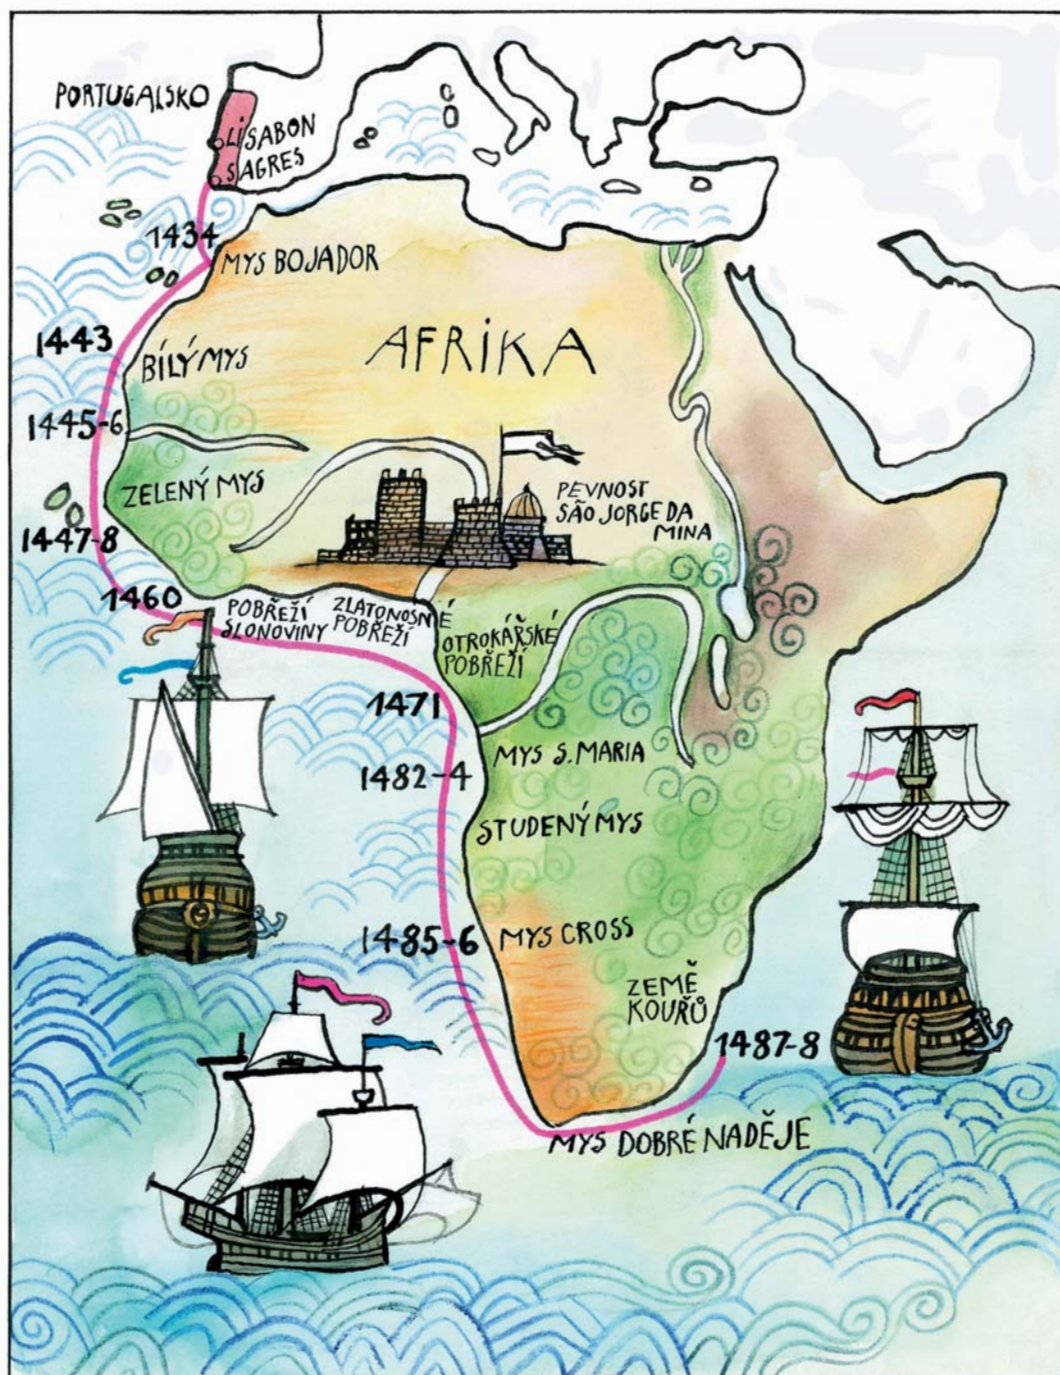 PORTUGALSKO
LISABON
SAGRES
1434
MYS BOJADOR
1443
BÍLÝ MYS
AFRIKA
1445-6
ZELENÝ MYS
PEVNOST
SÃO JORGE DA
MINA
1447-8
1460
POBŘEŽÍ
SLONOVINY
ZLATONOSNÉ
POBŘEŽÍ
OTROKÁŘSKÉ
POBŘEŽÍ
1471
MYS S. MARIA
1482-4
STUDENÝ MYS
1485-6
MYS CROSS
ZEMĚ
KOUŘŮ
1487-8
MYS DOBRÉ NADĚJE